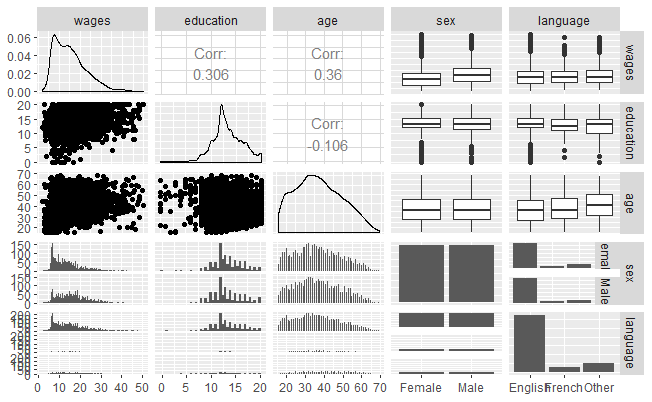 wages education age sex language
0.06
0.04
0.02
0.00
Corr:
0.306
Corr:
0.36
wages
20
15
10
5
0
Corr:
-0.106
education
70
60
50
40
30
20
age
150
100
50
0
emal
150
100
50
0
Male
sex
200
150
100
50
0
language
0 10 20 30 40 50 0 5 10 15 20 20 30 40 50 60 70 Female Male English French Other